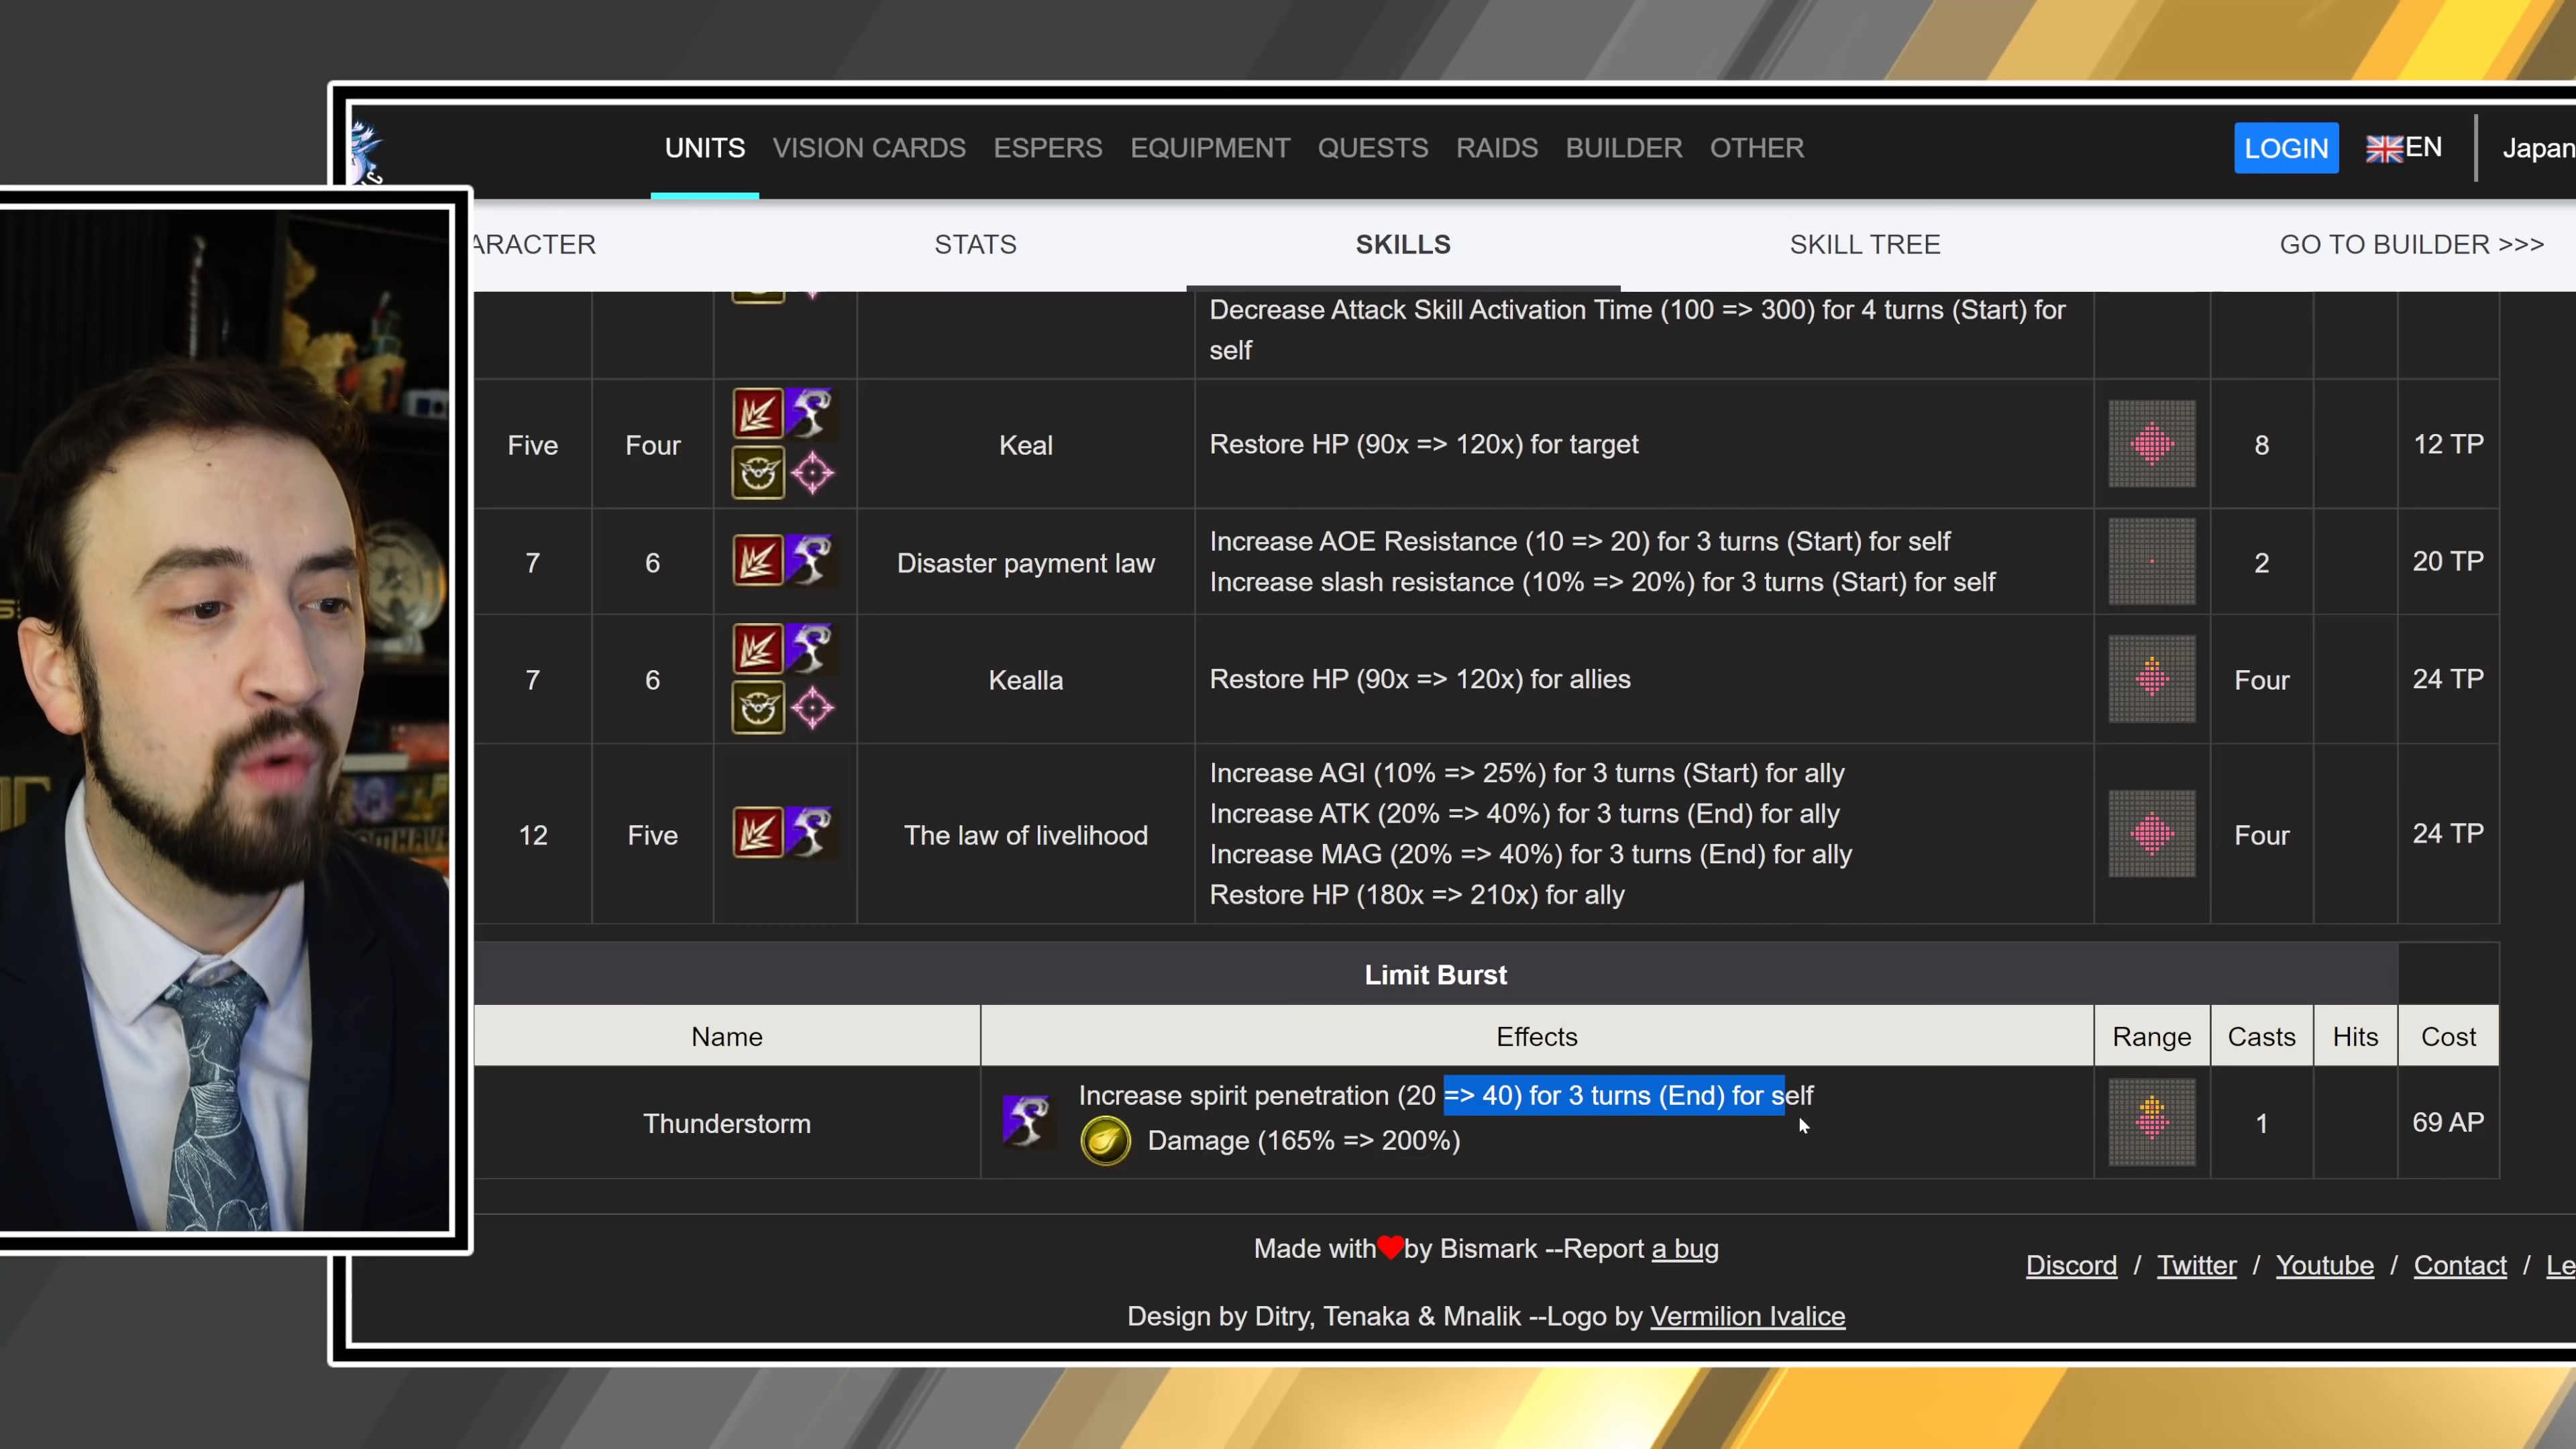 UNITS VISION CARDS ESPERS EQUIPMENT QUESTS RAIDS BUILDER OTHER LOGIN EN Japan
ARACTER STATS SKILLS SKILL TREE GO TO BUILDER >>>
Decrease Attack Skill Activation Time (100 => 300) for 4 turns (Start) for
self
Five Four Keal Restore HP (90x => 120x) for target 8 12 TP
Increase AOE Resistance (10 => 20) for 3 turns (Start) for self
7 6 Disaster payment law 2 20 TP
Increase slash resistance (10% => 20%) for 3 turns (Start) for self
7 6 Kealla Restore HP (90x => 120x) for allies Four 24 TP
Increase AGI (10% => 25%) for 3 turns (Start) for ally
Increase ATK (20% => 40%) for 3 turns (End) for ally
12 Five The law of livelihood Four 24 TP
Increase MAG (20% => 40%) for 3 turns (End) for ally
Restore HP (180x => 210x) for ally
Limit Burst
Name Effects Range Casts Hits Cost
Increase spirit penetration (20 => 40) for 3 turns (End) for self
Thunderstorm 1 69 AP
Damage (165% => 200%)
Made with by Bismark --Report a bug
Discord / Twitter / Youtube / Contact / Le
Design by Ditry, Tenaka & Mnalik --Logo by Vermilion Ivalice